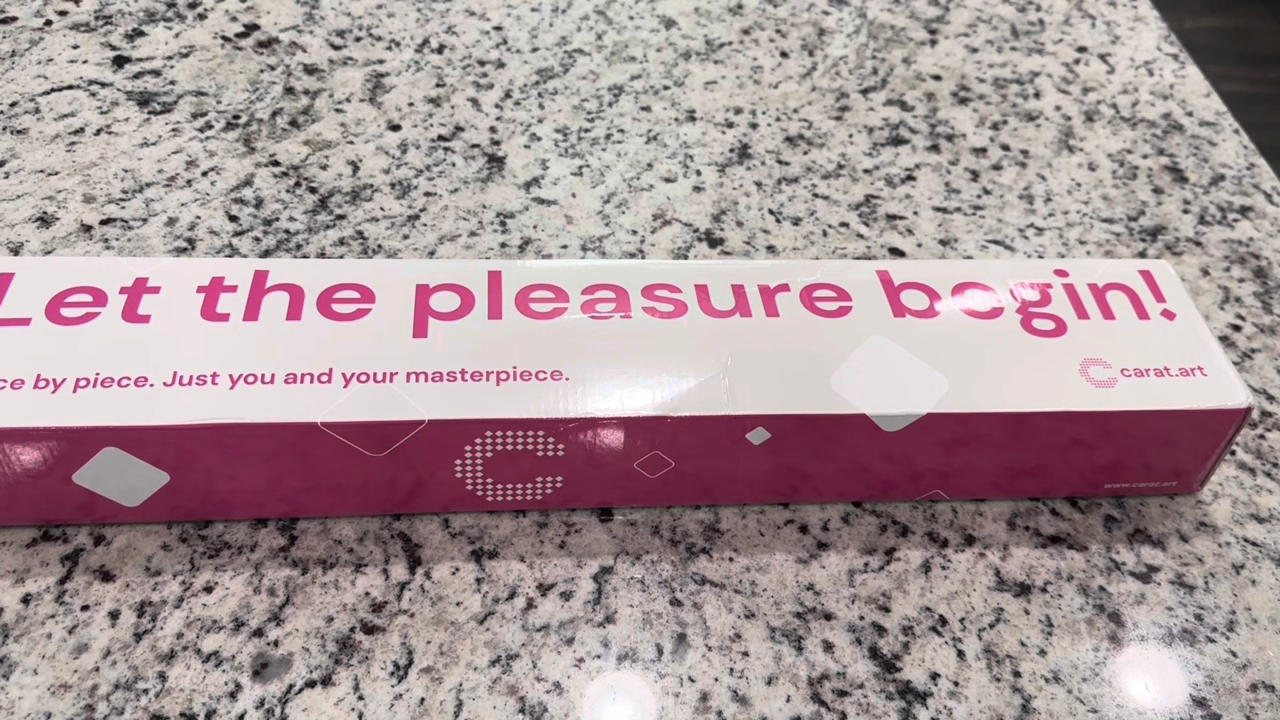 Let the pleasure begin!
ce by piece. Just you and your masterpiece.
carat.art
www.carat.art